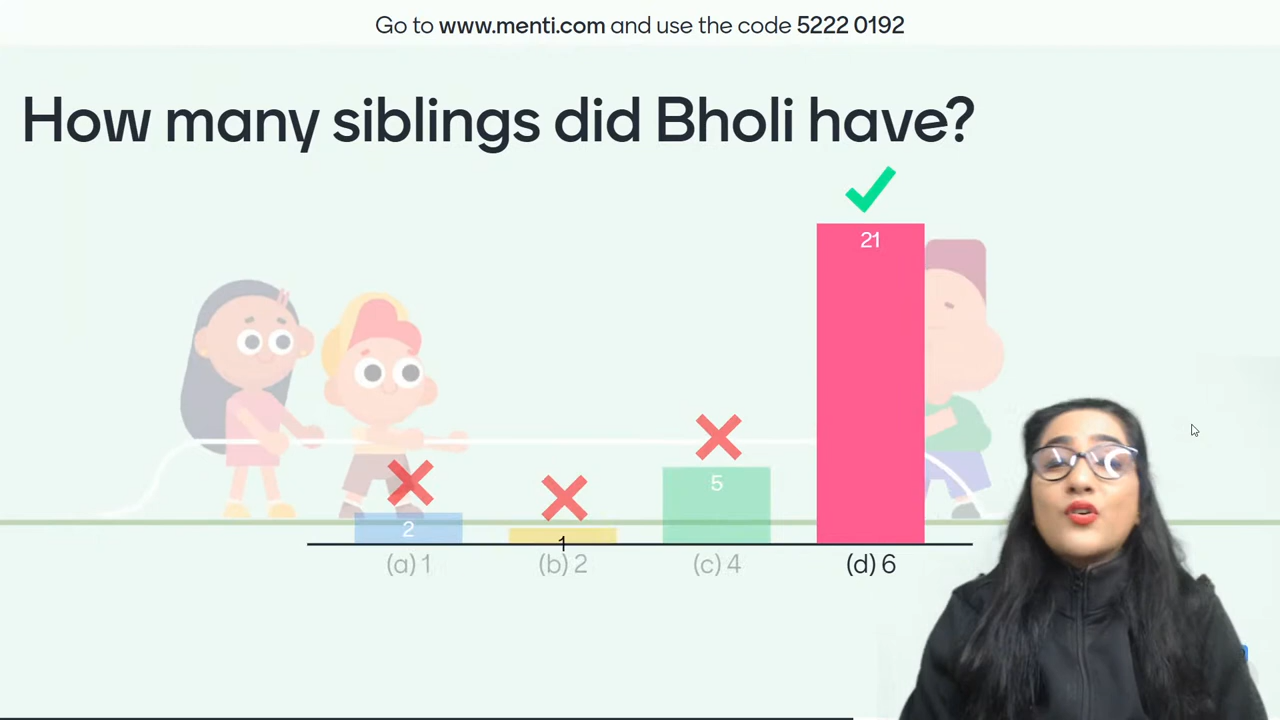 Go to www.menti.com and use the code 5222 0192
How many siblings did Bholi have?
21
5
2
1
(a) 1 (b) 2 (c) 4 (d) 6